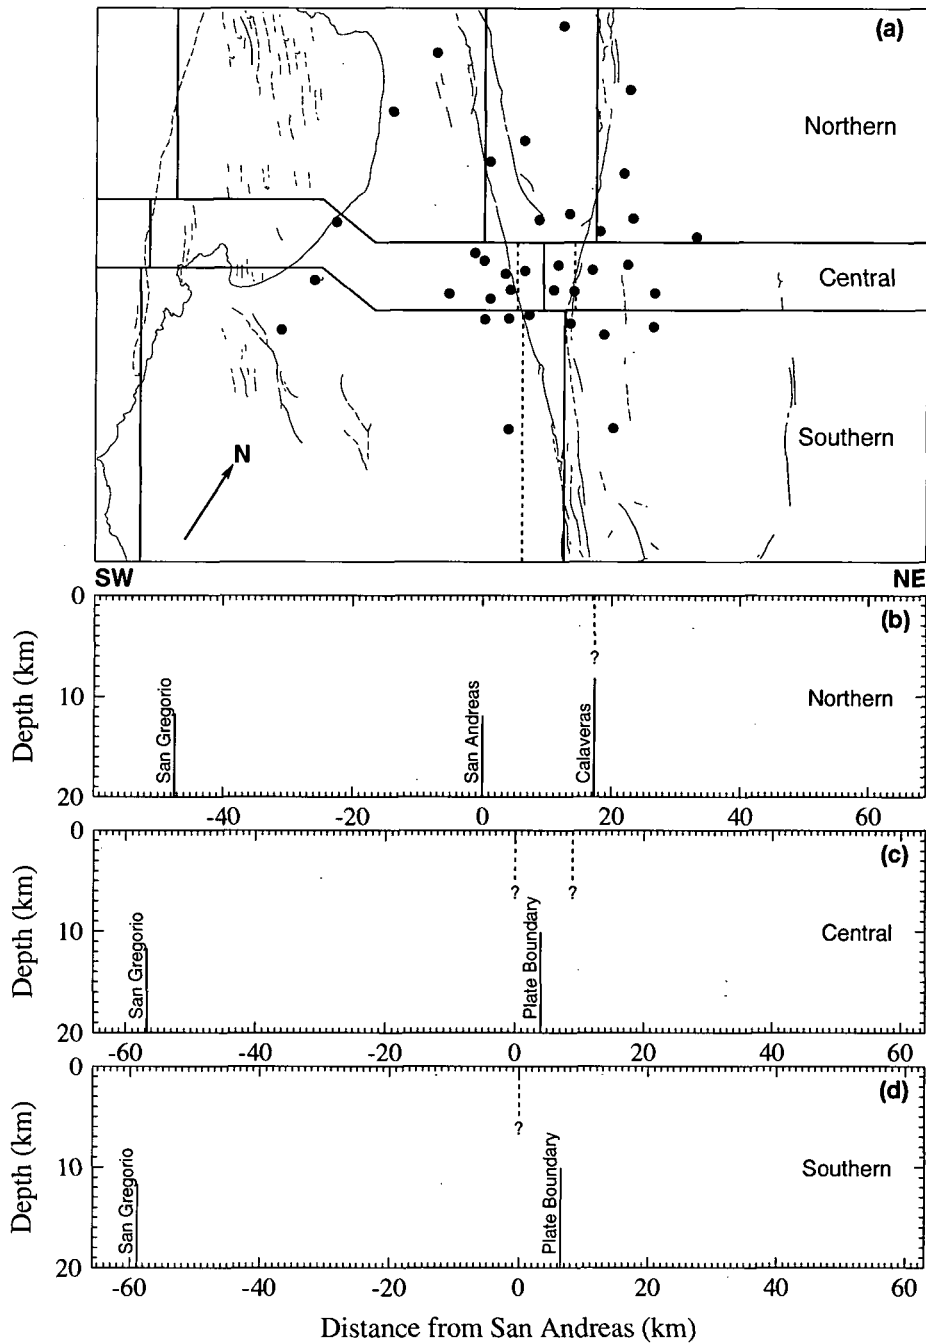 (a)
Northern
Central
Southern
N
SW NE
0
10
20
Depth (km)
(b)
Northern
San Gregorio
San Andreas
Calaveras
?
-40 -20 0 20 40 60
0
10
20
Depth (km)
(c)
Central
San Gregorio
Plate Boundary
? ?
-60 -40 -20 0 20 40 60
0
10
20
Depth (km)
(d)
Southern
San Gregorio
Plate Boundary
?
-60 -40 -20 0 20 40 60
Distance from San Andreas (km)